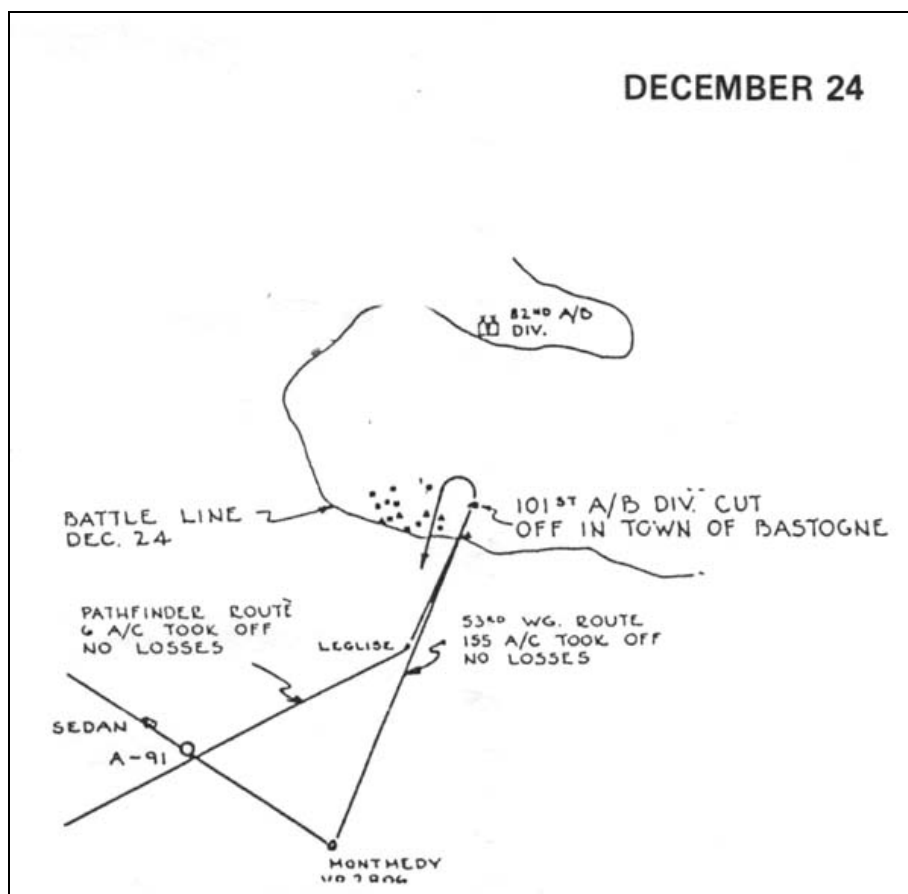 DECEMBER 24
82ND A/B
DIV.
101ST A/B DIV. CUT
OFF IN TOWN OF BASTOGNE
BATTLE LINE
DEC. 24
PATHFINDER ROUTE
6 A/C TOOK OFF
NO LOSSES
LEGLISE
53RD WG. ROUTE
155 A/C TOOK OFF
NO LOSSES
SEDAN
A-91
MONTMEDY